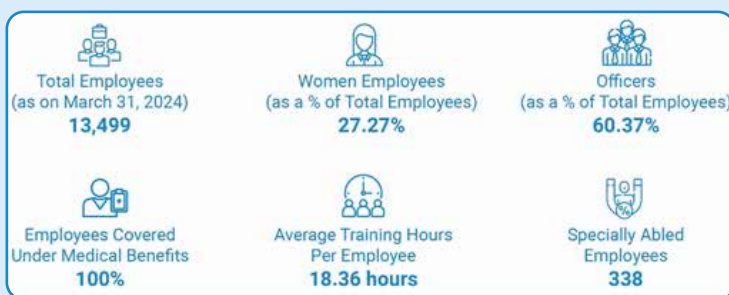 Total Employees
(as on March 31, 2024)
13,499
Women Employees
(as a % of Total Employees)
27.27%
Officers
(as a % of Total Employees)
60.37%
Employees Covered
Under Medical Benefits
100%
Average Training Hours
Per Employee
18.36 hours
%
Specially Abled
Employees
338